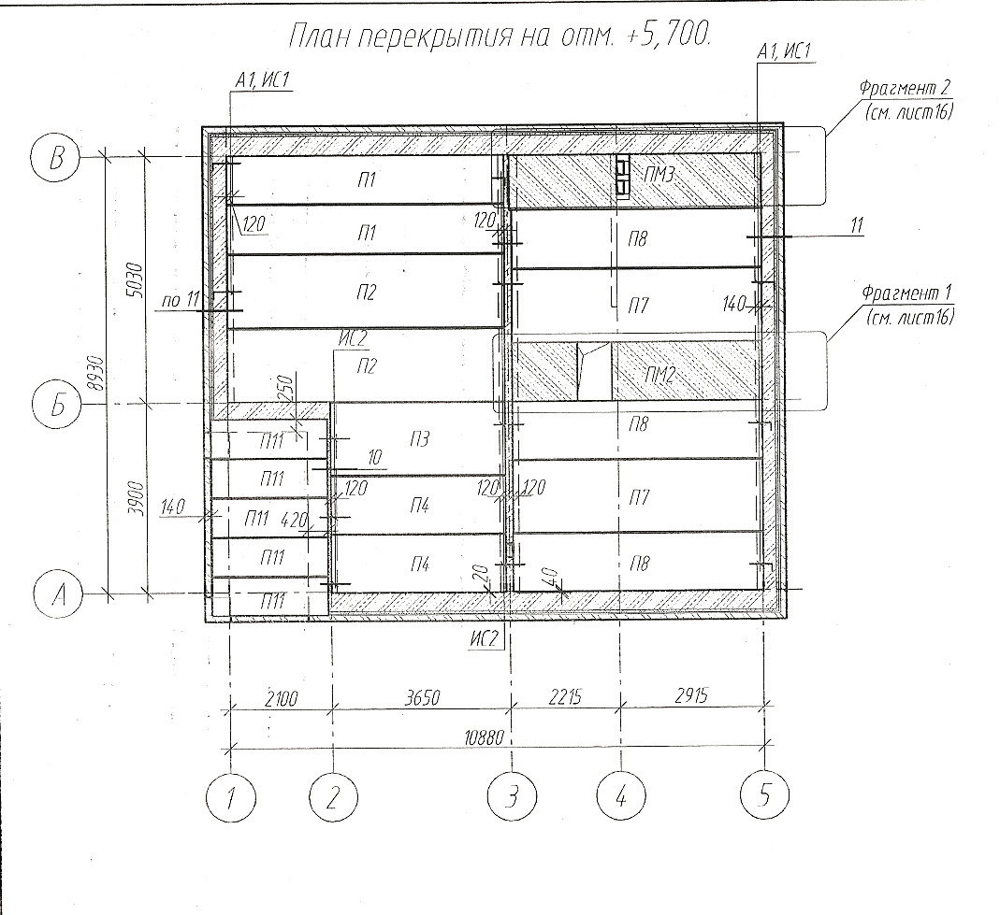 План перекрытия на отм. +5,700.
А1, ИС1
А1, ИС1
Фрагмент 2
(см. лист16)
В
П1
ПМ3
120
П1
120
П8
11
5030
по 11
П2
П7
140
Фрагмент 1
(см. лист16)
ИС2
8930
П2
ПМ2
250
Б
П11
П3
П8
10
П11
120
120
120
3900
140
П11
420
П4
П7
П11
П4
20
40
П8
А
П11
ИС2
2100
3650
2215
2915
10880
1
2
3
4
5